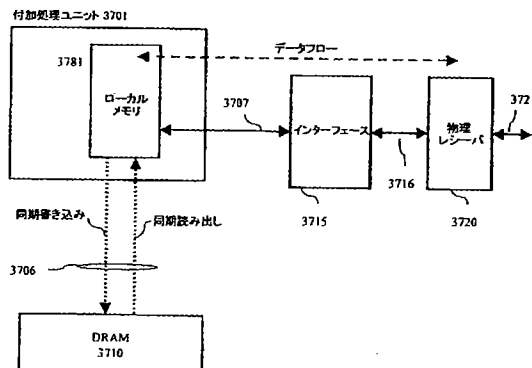 付加処理ユニット 3701
データフロー
3781
ローカル
メモリ
3707
インターフェース
物理
レシーバ
372
3716
3715
3720
同期書き込み
同期読み出し
3706
DRAM
3710